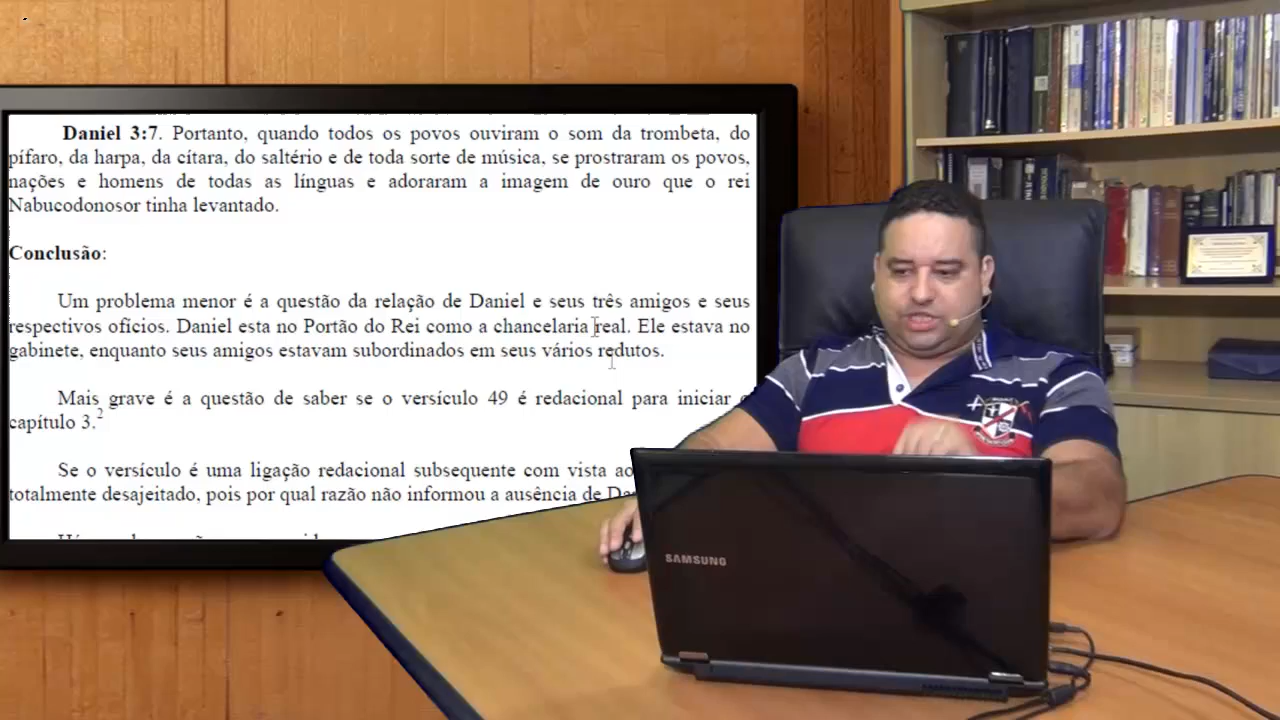 Daniel 3:7. Portanto, quando todos os povos ouviram o som da trombeta, do
pífaro, da harpa, da cítara, do saltério e de toda sorte de música, se prostraram os povos,
nações e homens de todas as línguas e adoraram a imagem de ouro que o rei
Nabucodonosor tinha levantado.
Conclusão:
Um problema menor é a questão da relação de Daniel e seus três amigos e seus
respectivos ofícios. Daniel esta no Portão do Rei como a chancelaria real. Ele estava no
gabinete, enquanto seus amigos estavam subordinados em seus vários redutos.
Mais grave é a questão de saber se o versículo 49 é redacional para iniciar
capítulo 3.2
Se o versículo é uma ligação redacional subsequente com vista ao
totalmente desajeitado, pois por qual razão não informou a ausência de
SAMSUNG